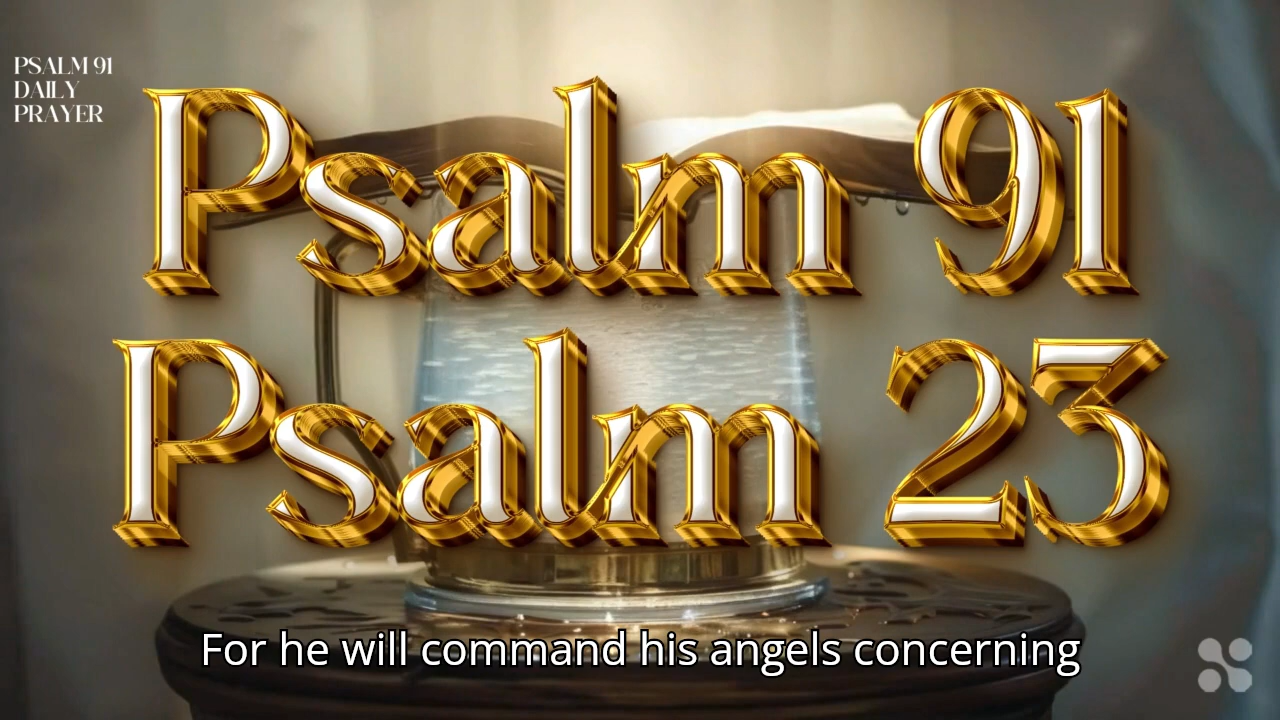 PSALM 91
DAILY
PRAYER
Psalm 91
Psalm 23
For he will command his angels concerning